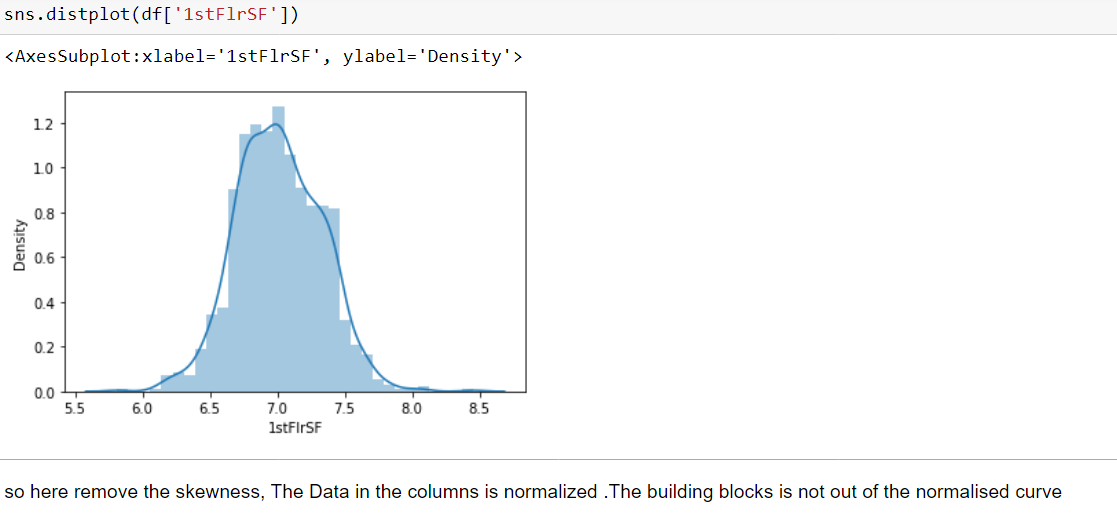 sns.distplot(df['1stFlrSF'])
<AxesSubplot:xlabel='1stFlrSF', ylabel='Density'>
1.2
1.0
0.8
0.6
0.4
0.2
0.0
Density
5.5 6.0 6.5 7.0 7.5 8.0 8.5
1stFlrSF
so here remove the skewness, The Data in the columns is normalized .The building blocks is not out of the normalised curve